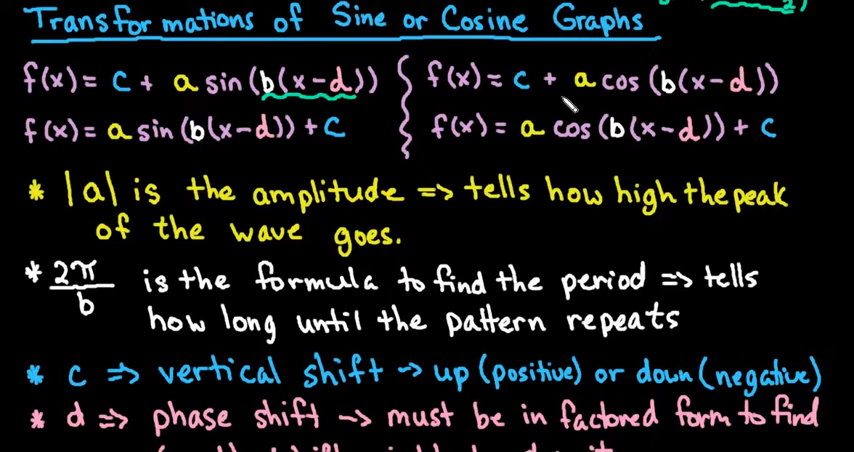 Transformations of Sine or Cosine Graphs
f(x) = c + a sin (b(x-d)) f(x) = c + a cos (b(x-d))
f(x) = a sin (b(x-d)) + c f(x) = a cos (b(x-d)) + c
* |a| is the amplitude => tells how high the peak
of the wave goes.
* 2π/b is the formula to find the period => tells
how long until the pattern repeats
* c => vertical shift → up (positive) or down (negative)
* d => phase shift → must be in factored form to find